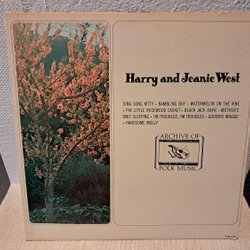 Harry and Jeanie West
SING SONG KITTY • RAMBLING BOY • WATERMELON ON THE VINE
• THE LITTLE ROSEWOOD CASKET • BLACK JACK DAVIE • MOTHER'S
ONLY SLEEPING • I'M TROUBLED, I'M TROUBLED • GOODBYE MAGGIE
• HANDSOME MOLLY
ARCHIVE OF
FOLK MUSIC